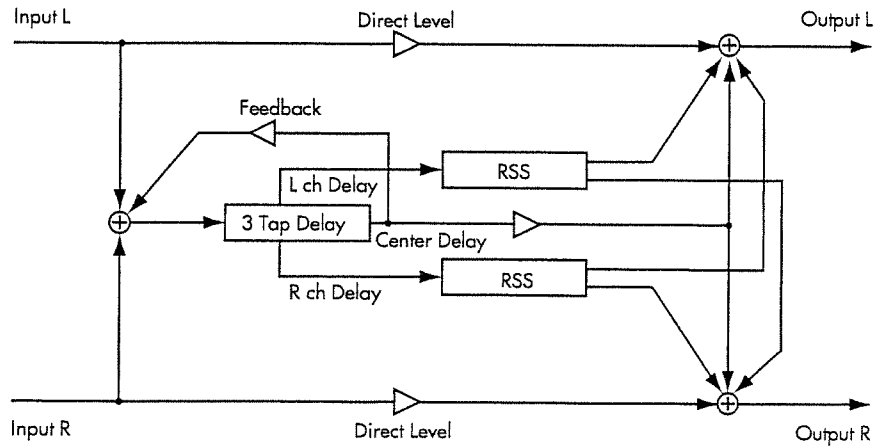 Input L
Direct Level
Output L
Feedback
L ch Delay
RSS
3 Tap Delay
Center Delay
R ch Delay
RSS
Input R
Direct Level
Output R